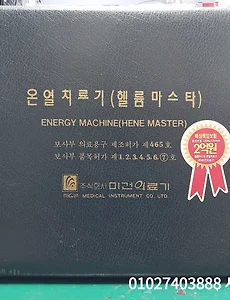 온열치료기(헬륨마스타)
ENERGY MACHINE(HENE MASTER)
보사부 의료용구 제조허가 제465호
보사부 품목허가 제1.2.3.4.5.6.⑦호
주식회사 미건의료기
MIGUN MEDICAL INSTRUMENT CO. LTD
2억원
01027403888